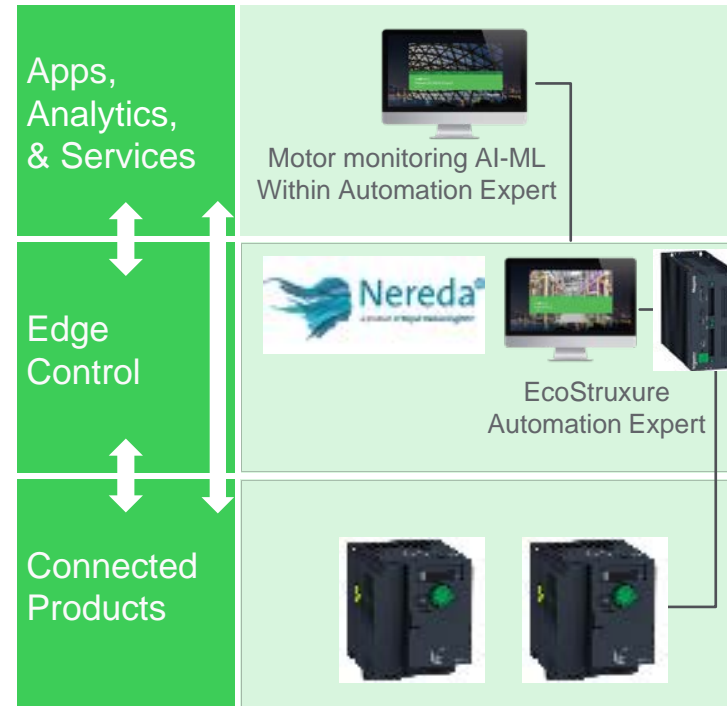 Apps,
Analytics,
& Services
Motor monitoring AI-ML
Within Automation Expert
Edge
Control
Nereda®
EcoStruxure
Automation Expert
Connected
Products